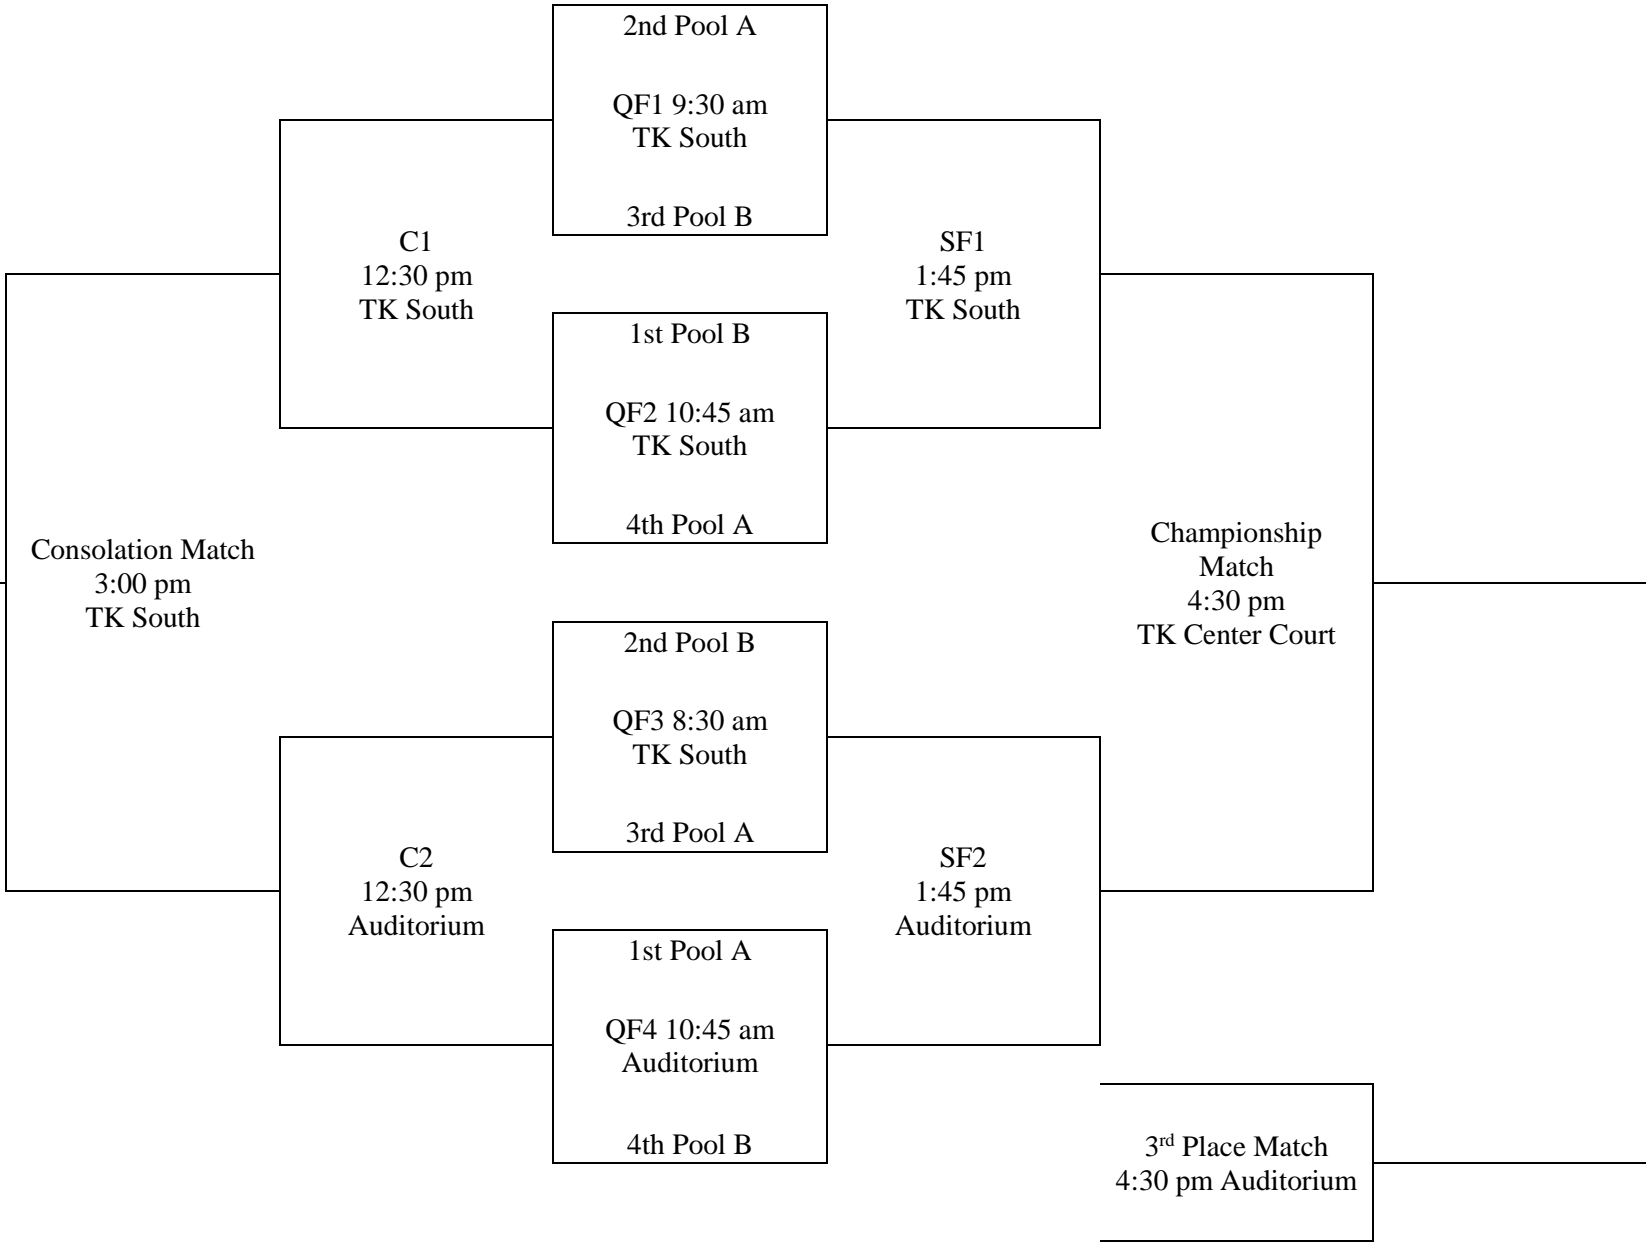 2nd Pool A
QF1 9:30 am
TK South
3rd Pool B
C1
12:30 pm
TK South
SF1
1:45 pm
TK South
1st Pool B
QF2 10:45 am
TK South
4th Pool A
Consolation Match
3:00 pm
TK South
Championship
Match
4:30 pm
TK Center Court
2nd Pool B
QF3 8:30 am
TK South
3rd Pool A
C2
12:30 pm
Auditorium
SF2
1:45 pm
Auditorium
1st Pool A
QF4 10:45 am
Auditorium
4th Pool B
3rd Place Match
4:30 pm Auditorium